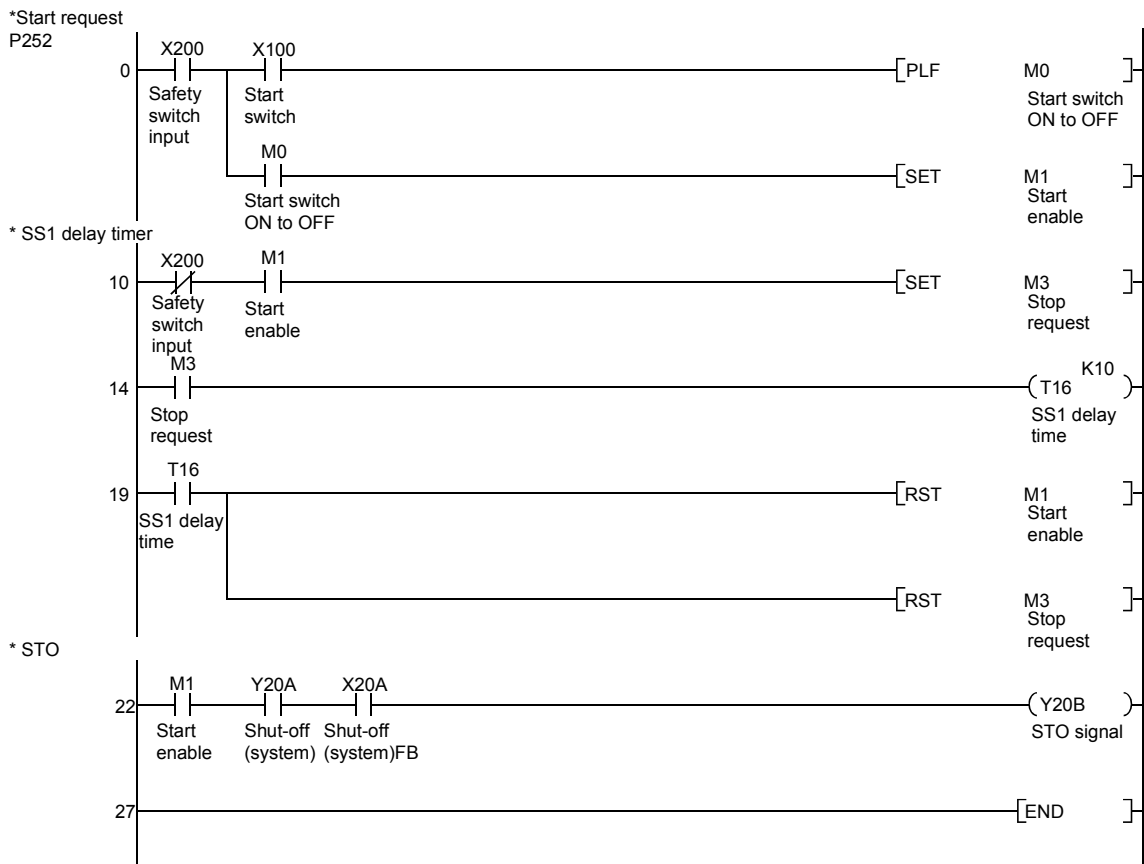 *Start request
P252
X200 X100
0 [PLF M0 ]
Safety switch input
Start switch
Start switch ON to OFF
M0
[SET M1 ]
Start switch ON to OFF
Start enable
* SS1 delay timer
X200 M1
10 [SET M3 ]
Safety switch input
Start enable
Stop request
M3 K10
14 (T16 )
Stop request
SS1 delay time
T16
19 [RST M1 ]
SS1 delay time
Start enable
[RST M3 ]
Stop request
* STO
M1 Y20A X20A
22 (Y20B )
Start enable
Shut-off (system)
Shut-off (system)FB
STO signal
27 [END ]